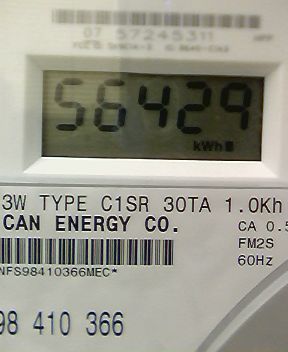 07 57245311
56429
kWh
3W TYPE C1SR 30TA 1.0Kh
CAN ENERGY CO.
CA 0.5
FM2S
NFS98410366MEC*
60Hz
98 410 366